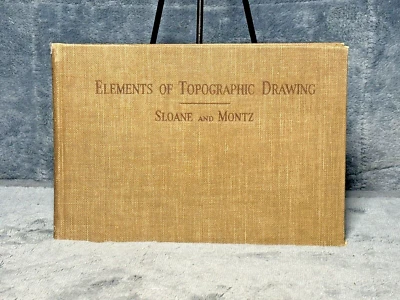 Elements of Topographic Drawing
Sloane and Montz